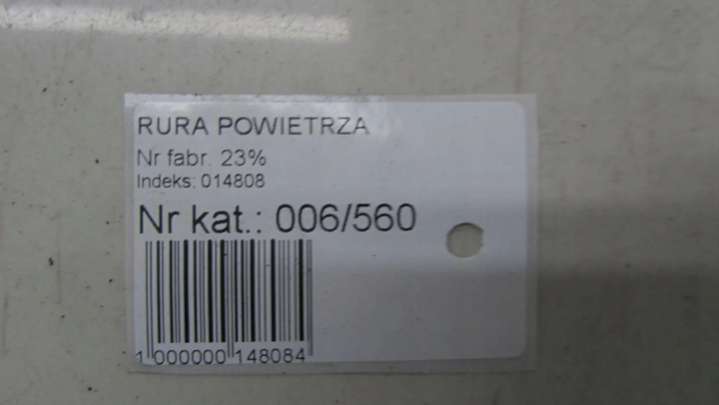 RURA POWIETRZA
Nr fabr. 23%
Indeks: 014808
Nr kat.: 006/560
1 000000 148084